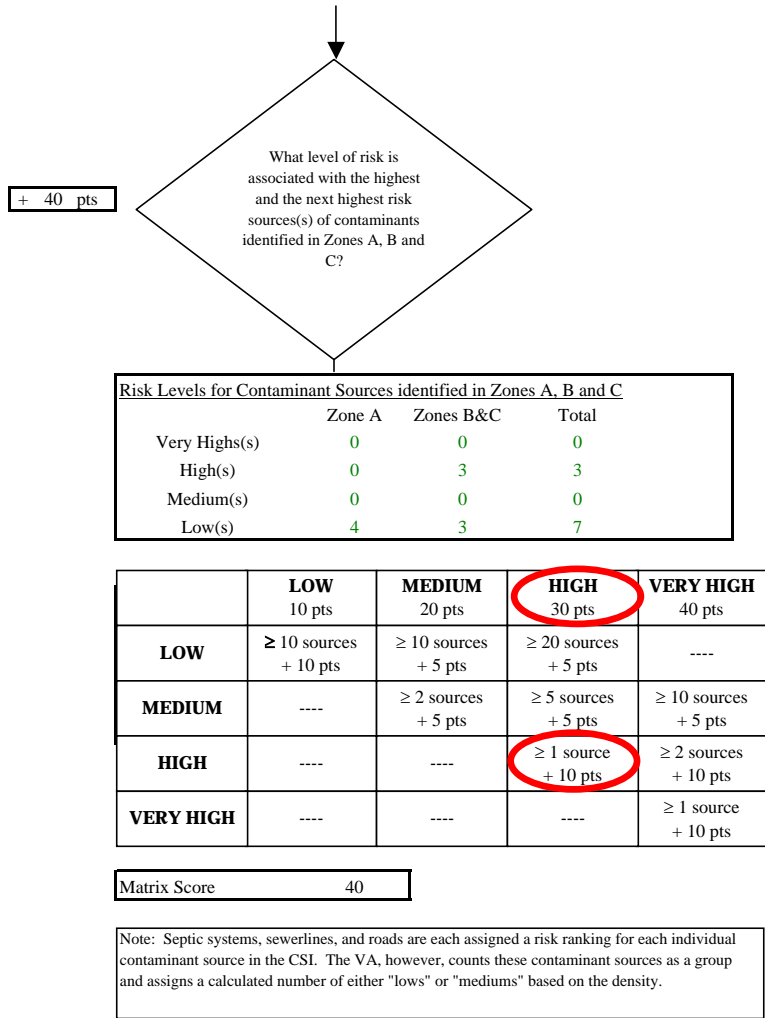 What level of risk is
associated with the highest
and the next highest risk
sources(s) of contaminants
identified in Zones A, B and
C?
+ 40 pts
Risk Levels for Contaminant Sources identified in Zones A, B and C
Zone A Zones B&C Total
Very Highs(s) 0 0 0
High(s) 0 3 3
Medium(s) 0 0 0
Low(s) 4 3 7
LOW MEDIUM HIGH VERY HIGH
10 pts 20 pts 30 pts 40 pts
LOW ≥ 10 sources ≥ 10 sources ≥ 20 sources ----
+ 10 pts + 5 pts + 5 pts
MEDIUM ---- ≥ 2 sources ≥ 5 sources ≥ 10 sources
+ 5 pts + 5 pts + 5 pts
HIGH ---- ---- ≥ 1 source ≥ 2 sources
+ 10 pts + 10 pts
VERY HIGH ---- ---- ---- ≥ 1 source
+ 10 pts
Matrix Score 40
Note: Septic systems, sewerlines, and roads are each assigned a risk ranking for each individual
contaminant source in the CSI. The VA, however, counts these contaminant sources as a group
and assigns a calculated number of either "lows" or "mediums" based on the density.